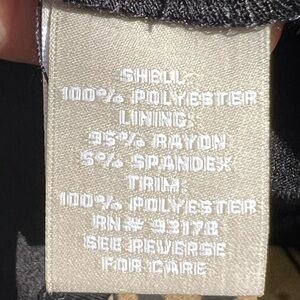 SHELL:
100% POLYESTER
LINING:
95% RAYON
5% SPANDEX
TRIM:
100% POLYESTER
RN# 93178
SEE REVERSE
FOR CARE